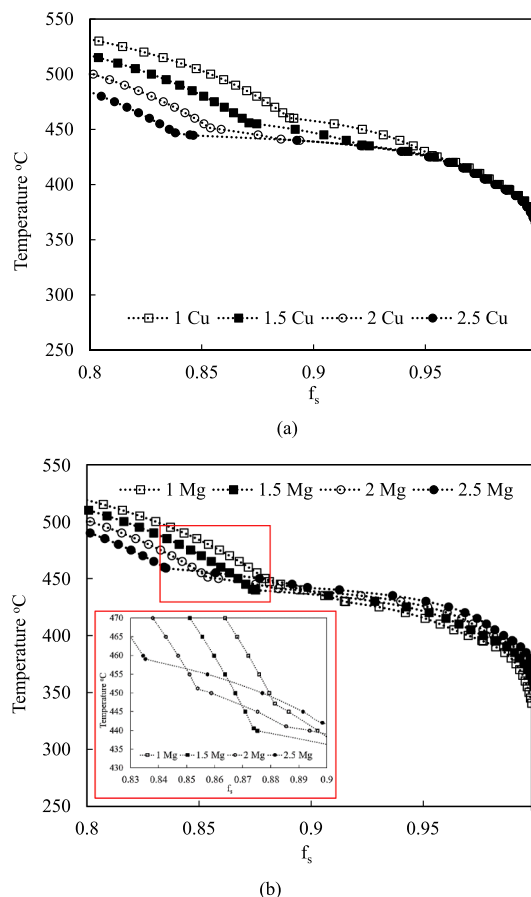 550
500
450
400
350
300
250
Temperature °C
1 Cu 1.5 Cu 2 Cu 2.5 Cu
0.8 0.85 0.9 0.95
fs
(a)
550
500
450
400
350
300
250
Temperature °C
1 Mg 1.5 Mg 2 Mg 2.5 Mg
470
465
460
455
450
445
440
435
430
Temperature °C
1 Mg 1.5 Mg 2 Mg 2.5 Mg
0.83 0.84 0.85 0.86 0.87 0.88 0.89 0.9
fs
0.8 0.85 0.9 0.95
fs
(b)